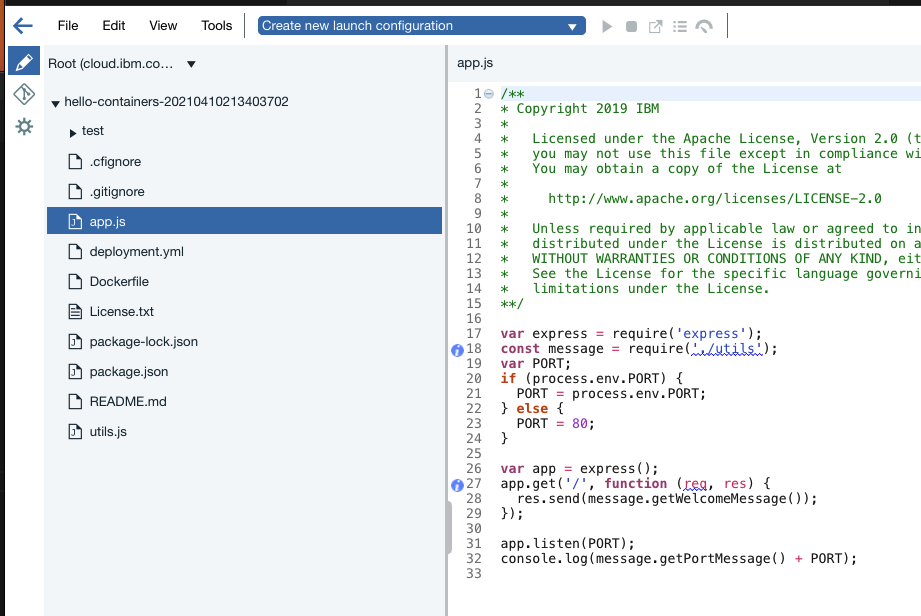 File Edit View Tools Create new launch configuration
Root (cloud.ibm.co...
hello-containers-20210410213403702
test
.cfignore
.gitignore
app.js
deployment.yml
Dockerfile
License.txt
package-lock.json
package.json
README.md
utils.js
app.js
1 /**
2 * Copyright 2019 IBM
3 *
4 *   Licensed under the Apache License, Version 2.0 (t
5 *   you may not use this file except in compliance wi
6 *   You may obtain a copy of the License at
7 *
8 *     http://www.apache.org/licenses/LICENSE-2.0
9 *
10 *   Unless required by applicable law or agreed to in
11 *   distributed under the License is distributed on a
12 *   WITHOUT WARRANTIES OR CONDITIONS OF ANY KIND, eit
13 *   See the License for the specific language governi
14 *   limitations under the License.
15 **/
16
17 var express = require('express');
18 const message = require('./utils');
19 var PORT;
20 if (process.env.PORT) {
21   PORT = process.env.PORT;
22 } else {
23   PORT = 80;
24 }
25
26 var app = express();
27 app.get('/', function (req, res) {
28   res.send(message.getWelcomeMessage());
29 });
30
31 app.listen(PORT);
32 console.log(message.getPortMessage() + PORT);
33